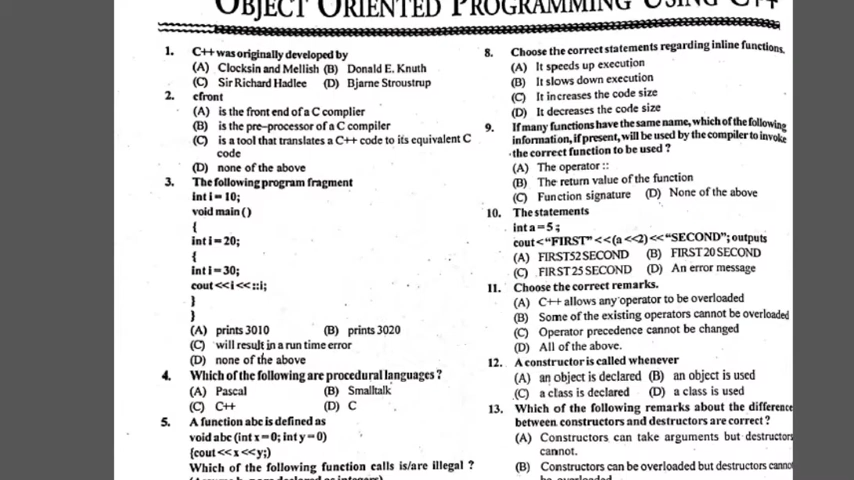 OBJECT ORIENTED PROGRAMMING USING C++
1. C++ was originally developed by
(A) Clocksin and Mellish (B) Donald E. Knuth
(C) Sir Richard Hadlee (D) Bjarne Stroustrup
2. cfront
(A) is the front end of a C complier
(B) is the pre-processor of a C compiler
(C) is a tool that translates a C++ code to its equivalent C
code
(D) none of the above
3. The following program fragment
int i = 10;
void main ()
{
int i = 20;
{
int i = 30;
cout <<i << ::i;
}
}
(A) prints 3010 (B) prints 3020
(C) will result in a run time error
(D) none of the above
4. Which of the following are procedural languages ?
(A) Pascal (B) Smalltalk
(C) C++ (D) C
5. A function abc is defined as
void abc (int x = 0; int y = 0)
{cout << x << y;)
Which of the following function calls is/are illegal ?
8. Choose the correct statements regarding inline functions.
(A) It speeds up execution
(B) It slows down execution
(C) It increases the code size
(D) It decreases the code size
9. If many functions have the same name, which of the following
information, if present, will be used by the compiler to invoke
the correct function to be used ?
(A) The operator ::
(B) The return value of the function
(C) Function signature (D) None of the above
10. The statements
int a = 5 ;
cout < "FIRST" << (a << 2) << "SECOND"; outputs
(A) FIRST52 SECOND (B) FIRST 20 SECOND
(C) FIRST 25 SECOND (D) An error message
11. Choose the correct remarks.
(A) C++ allows any operator to be overloaded
(B) Some of the existing operators cannot be overloaded
(C) Operator precedence cannot be changed
(D) All of the above.
12. A constructor is called whenever
(A) an object is declared (B) an object is used
(C) a class is declared (D) a class is used
13. Which of the following remarks about the difference
between constructors and destructors are correct ?
(A) Constructors can take arguments but destructors
cannot.
(B) Constructors can be overloaded but destructors cannot